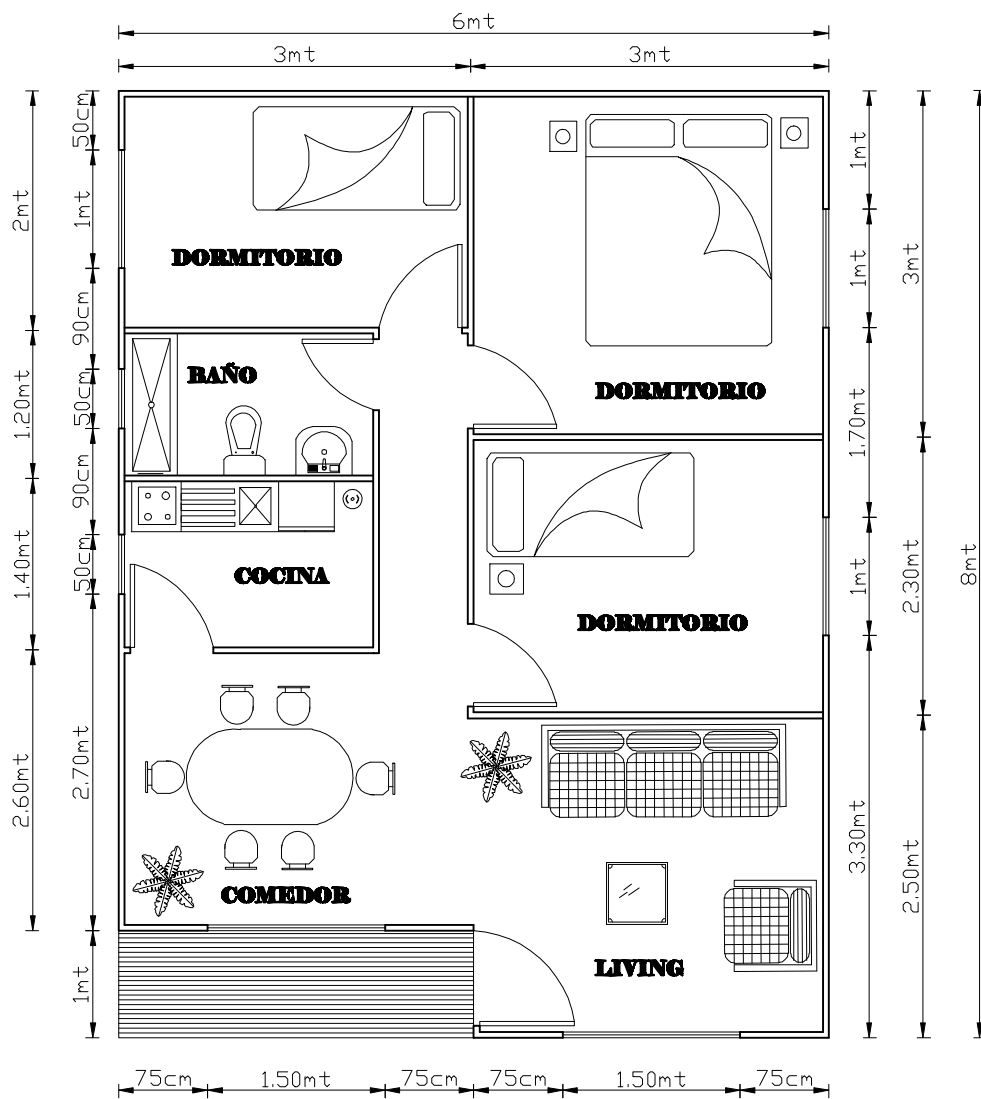 6mt
3mt
3mt
50cm
1mt
90cm
50cm
90cm
50cm
2.70mt
1mt
2mt
1.20mt
1.40mt
2.60mt
DORMITORIO
BAÑO
DORMITORIO
COCINA
DORMITORIO
COMEDOR
LIVING
1mt
1mt
1.70mt
1mt
3.30mt
3mt
2.30mt
2.50mt
8mt
75cm
1.50mt
75cm
75cm
1.50mt
75cm